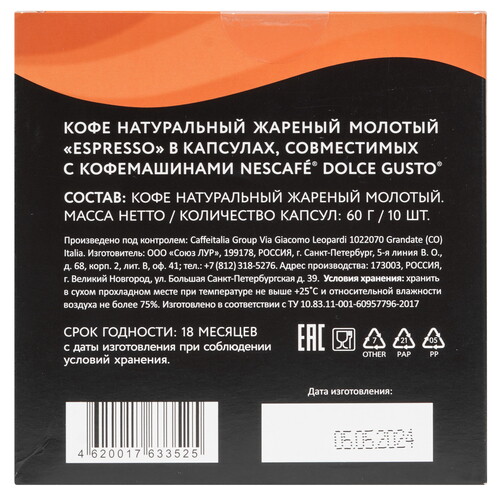 КОФЕ НАТУРАЛЬНЫЙ ЖАРЕНЫЙ МОЛОТЫЙ
«ESPRESSO» В КАПСУЛАХ, СОВМЕСТИМЫХ
С КОФЕМАШИНАМИ NESCAFÉ® DOLCE GUSTO®
СОСТАВ: КОФЕ НАТУРАЛЬНЫЙ ЖАРЕНЫЙ МОЛОТЫЙ.
МАССА НЕТТО / КОЛИЧЕСТВО КАПСУЛ: 60 Г / 10 ШТ.
Произведено под контролем: Caffeitalia Group Via Giacomo Leopardi 1022070 Grandate (CO)
Italia. Изготовитель: ООО «Союз ЛУР», 199178, РОССИЯ, г. Санкт-Петербург, 5-я линия В. О.,
д. 68, корп. 2, лит. В, оф. 41; тел.: +7 (812) 318-5276. Адрес производства: 173003, РОССИЯ,
г. Великий Новгород, ул. Большая Санкт-Петербургская д. 39. Условия хранения: хранить
в сухом прохладном месте при температуре не выше +25°С и относительной влажности
воздуха не более 75%. Изготовлено в соответствии с ТУ 10.83.11-001-60957796-2017
СРОК ГОДНОСТИ: 18 МЕСЯЦЕВ
с даты изготовления при соблюдении
условий хранения.
EAC
7 21 05
OTHER PAP PP
Дата изготовления:
05.05.2024
4 620017 633525